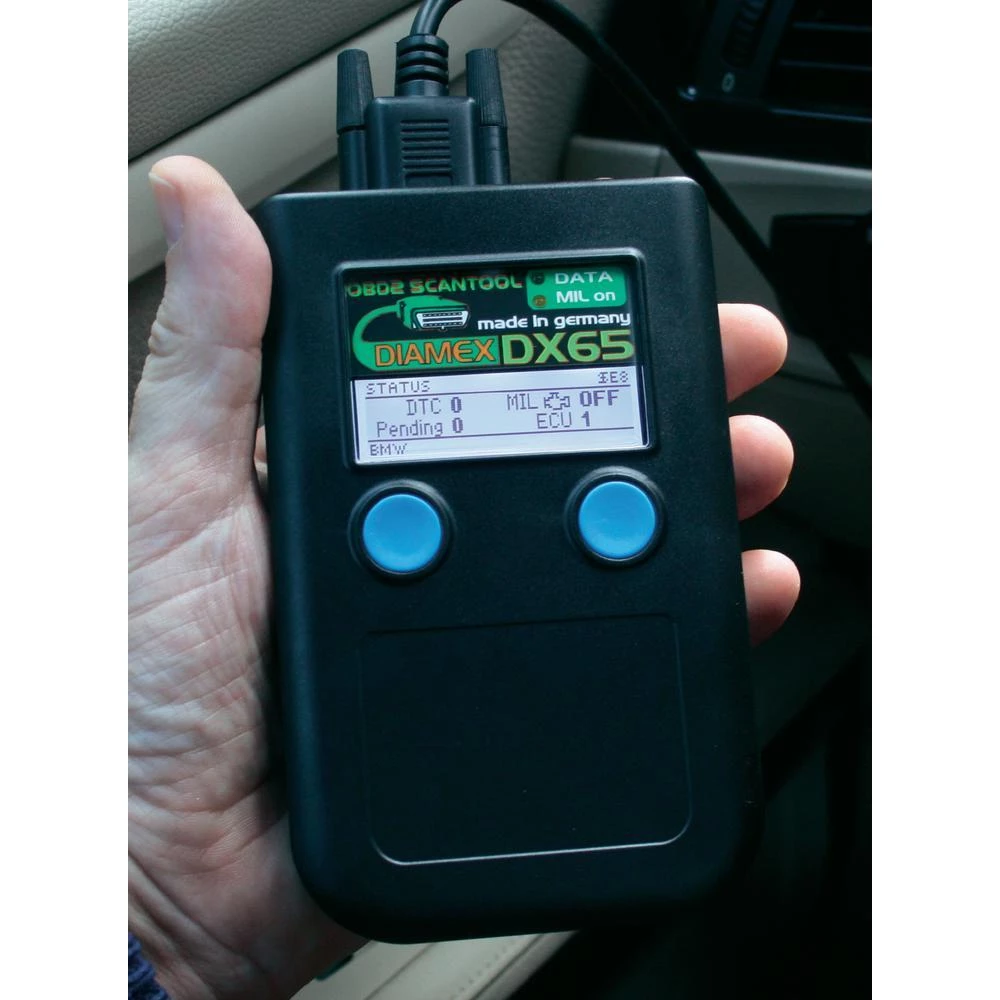 OBD2 SCANTOOL
DATA
MIL on
made in germany
DIAMEX DX65
STATUS
DTC 0 MIL OFF
Pending 0 ECU 1
BMW